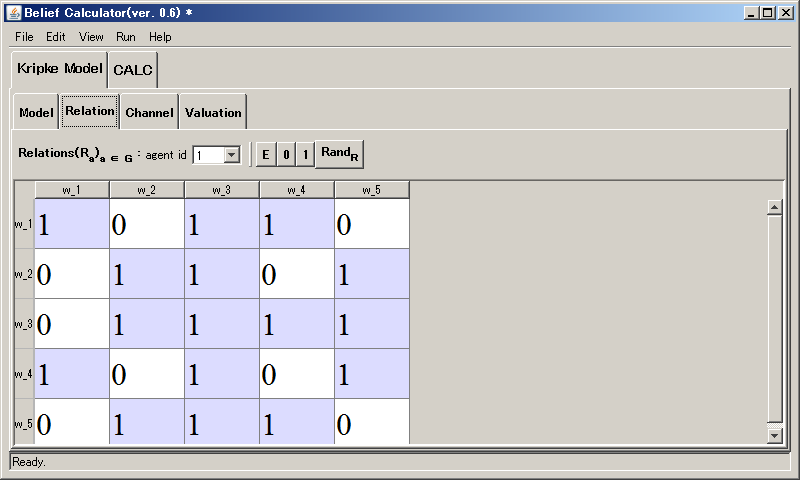 Belief Calculator(ver. 0.6) *
File Edit View Run Help
Kripke Model CALC
Model Relation Channel Valuation
Relations(Ra)a ∈ G : agent id 1 E 0 1 RandR
w_1 w_2 w_3 w_4 w_5
w_1 1 0 1 1 0
w_2 0 1 1 0 1
w_3 0 1 1 1 1
w_4 1 0 1 0 1
w_5 0 1 1 1 0
Ready.